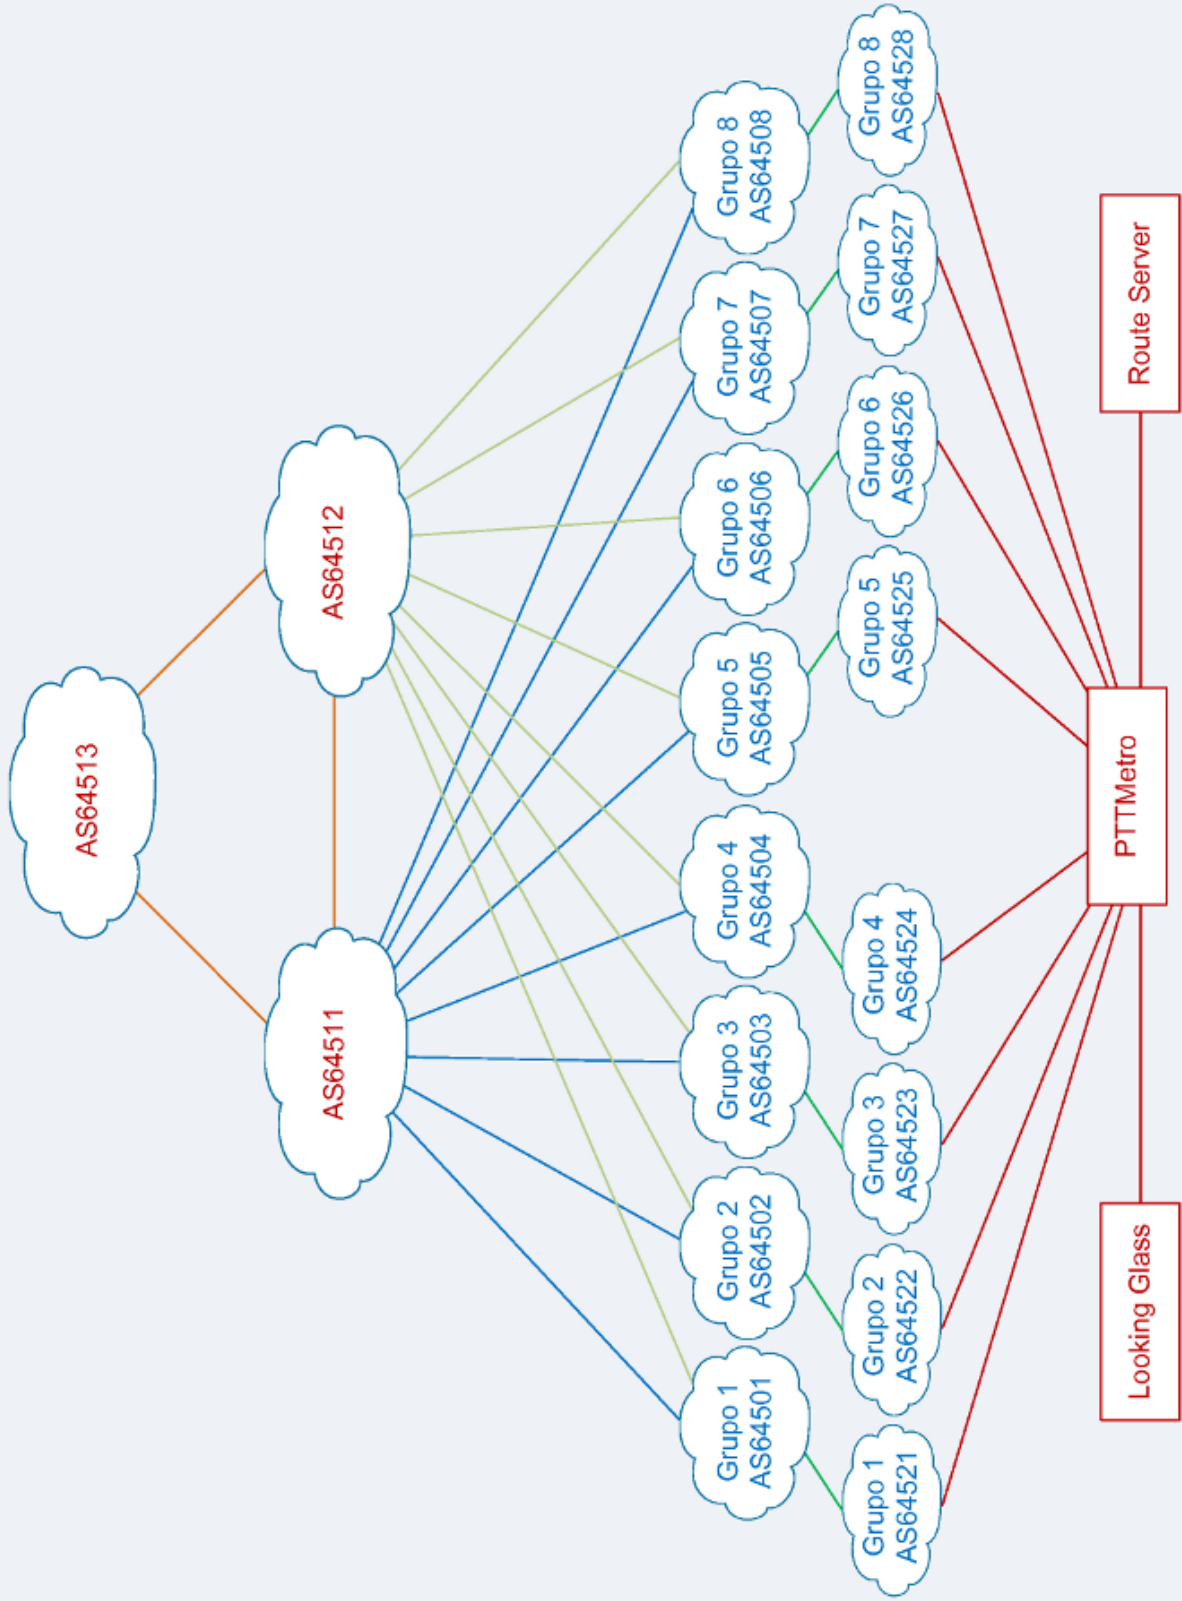 AS64513
AS64511
AS64512
Grupo 1
AS64501
Grupo 2
AS64502
Grupo 3
AS64503
Grupo 4
AS64504
Grupo 5
AS64505
Grupo 6
AS64506
Grupo 7
AS64507
Grupo 8
AS64508
Grupo 1
AS64521
Grupo 2
AS64522
Grupo 3
AS64523
Grupo 4
AS64524
Grupo 5
AS64525
Grupo 6
AS64526
Grupo 7
AS64527
Grupo 8
AS64528
Looking Glass
PTTMetro
Route Server